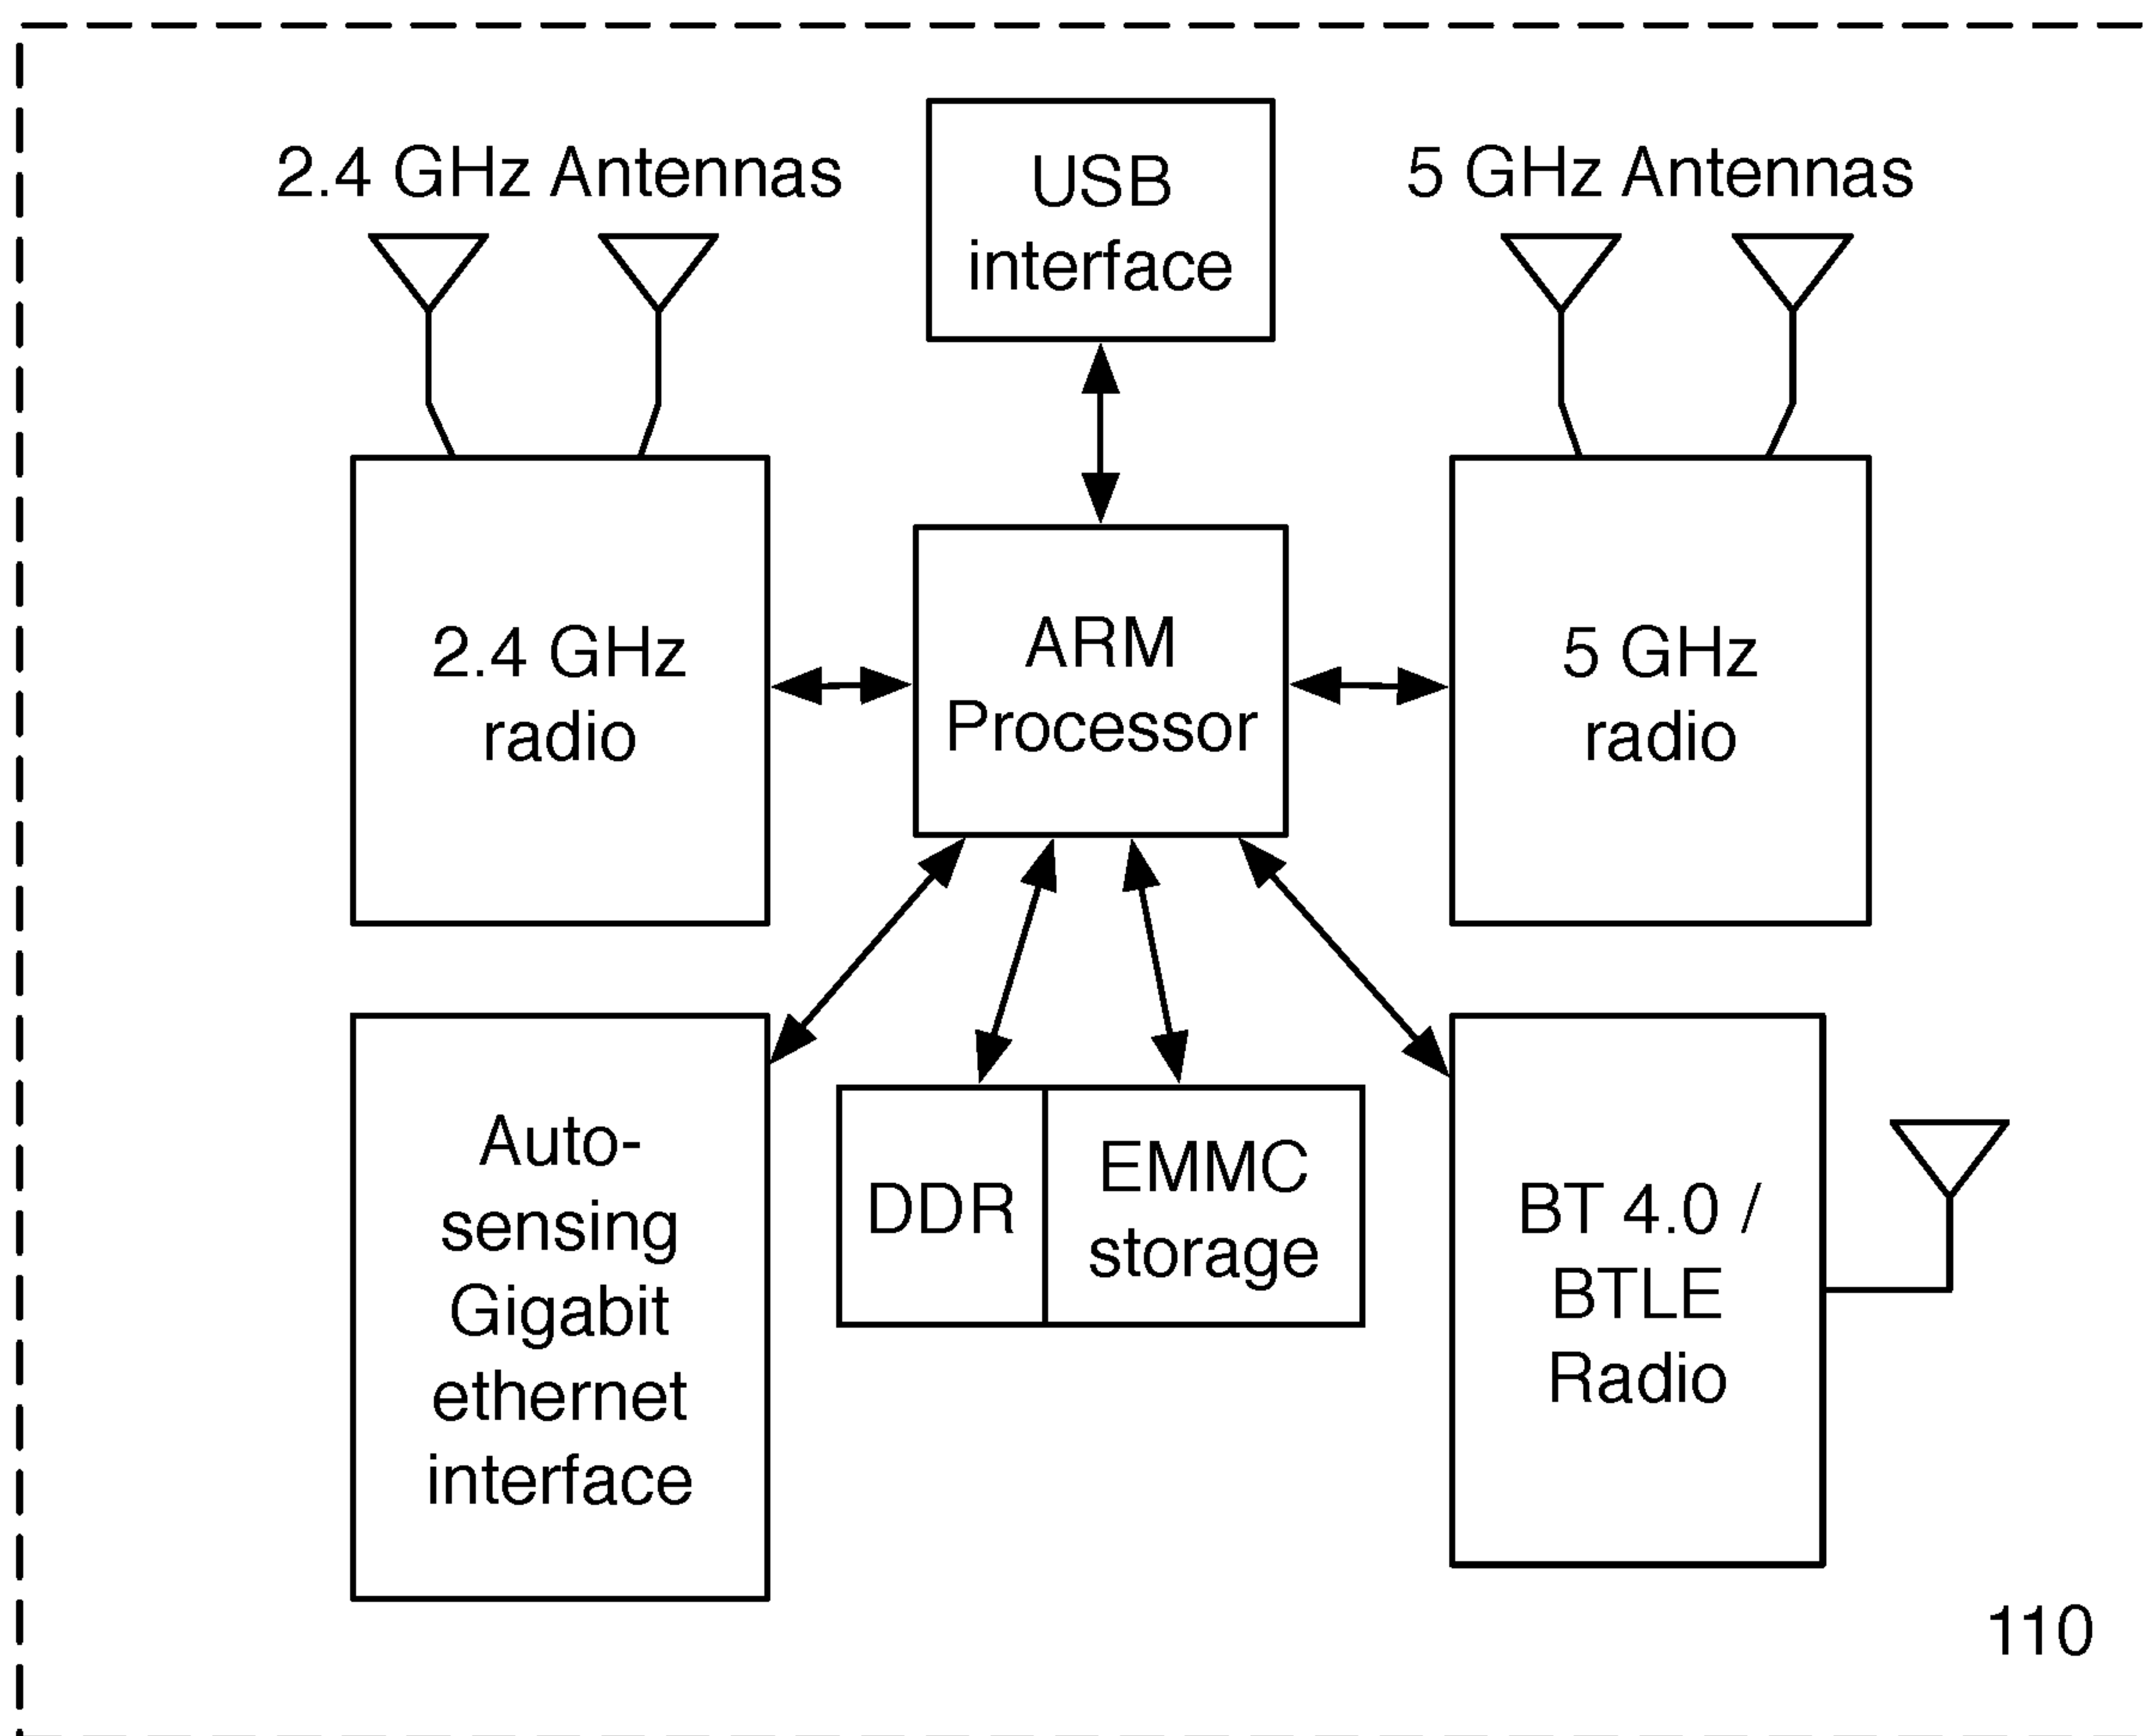 2.4 GHz Antennas
USB
interface
5 GHz Antennas
2.4 GHz
radio
ARM
Processor
5 GHz
radio
Auto-
sensing
Gigabit
ethernet
interface
DDR
EMMC
storage
BT 4.0 /
BTLE
Radio
110